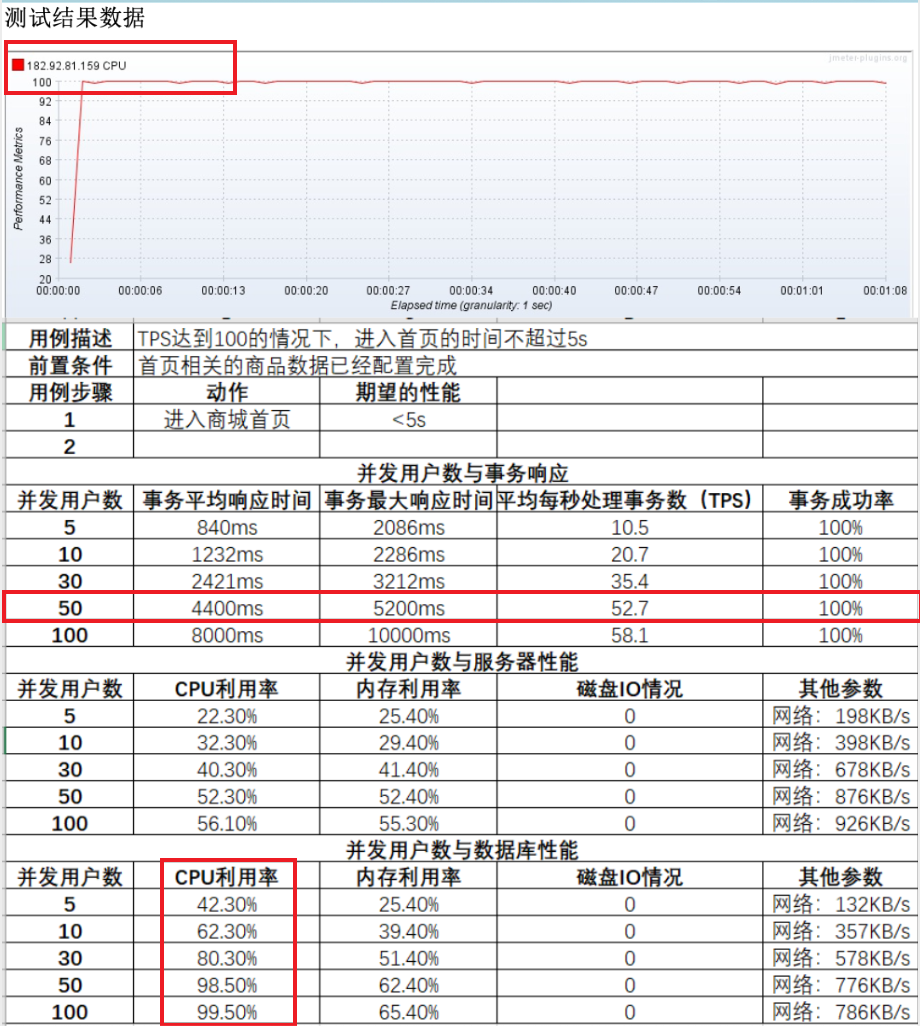 测试结果数据
182.92.81.159 CPU
jmeter-plugins.org
100
92
84
76
68
60
52
44
36
28
20
Performance Metrics
00:00:00 00:00:06 00:00:13 00:00:20 00:00:27 00:00:34 00:00:40 00:00:47 00:00:54 00:01:01 00:01:08
Elapsed time (granularity: 1 sec)
用例描述 TPS达到100的情况下，进入首页的时间不超过5s
前置条件 首页相关的商品数据已经配置完成
用例步骤 动作 期望的性能
1 进入商城首页 <5s
2
并发用户数与事务响应
并发用户数 事务平均响应时间 事务最大响应时间 平均每秒处理事务数（TPS） 事务成功率
5 840ms 2086ms 10.5 100%
10 1232ms 2286ms 20.7 100%
30 2421ms 3212ms 35.4 100%
50 4400ms 5200ms 52.7 100%
100 8000ms 10000ms 58.1 100%
并发用户数与服务器性能
并发用户数 CPU利用率 内存利用率 磁盘IO情况 其他参数
5 22.30% 25.40% 0 网络：198KB/s
10 32.30% 29.40% 0 网络：398KB/s
30 40.30% 41.40% 0 网络：678KB/s
50 52.30% 52.40% 0 网络：876KB/s
100 56.10% 55.30% 0 网络：926KB/s
并发用户数与数据库性能
并发用户数 CPU利用率 内存利用率 磁盘IO情况 其他参数
5 42.30% 25.40% 0 网络：132KB/s
10 62.30% 39.40% 0 网络：357KB/s
30 80.30% 51.40% 0 网络：578KB/s
50 98.50% 62.40% 0 网络：776KB/s
100 99.50% 65.40% 0 网络：786KB/s